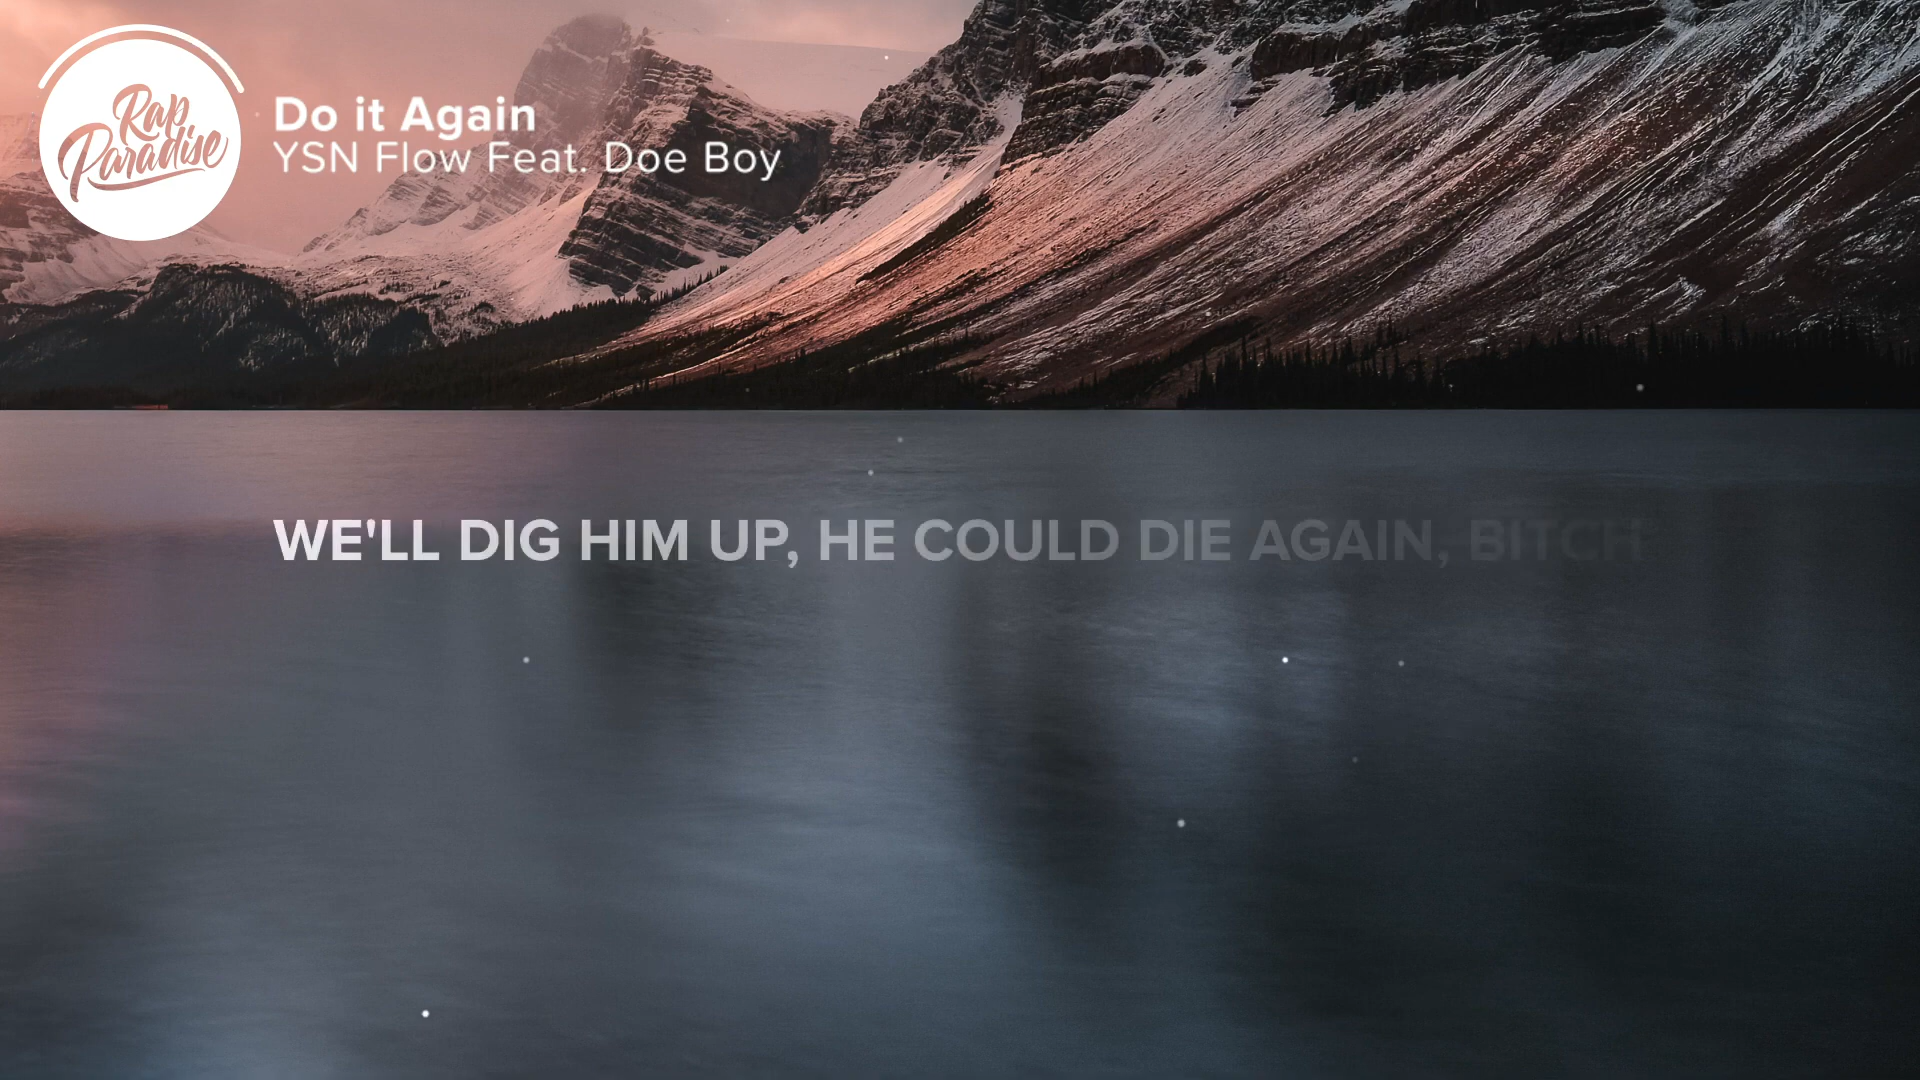 Rap
Paradise
Do it Again
YSN Flow Feat. Doe Boy
WE'LL DIG HIM UP, HE COULD DIE AGAIN, BITCH